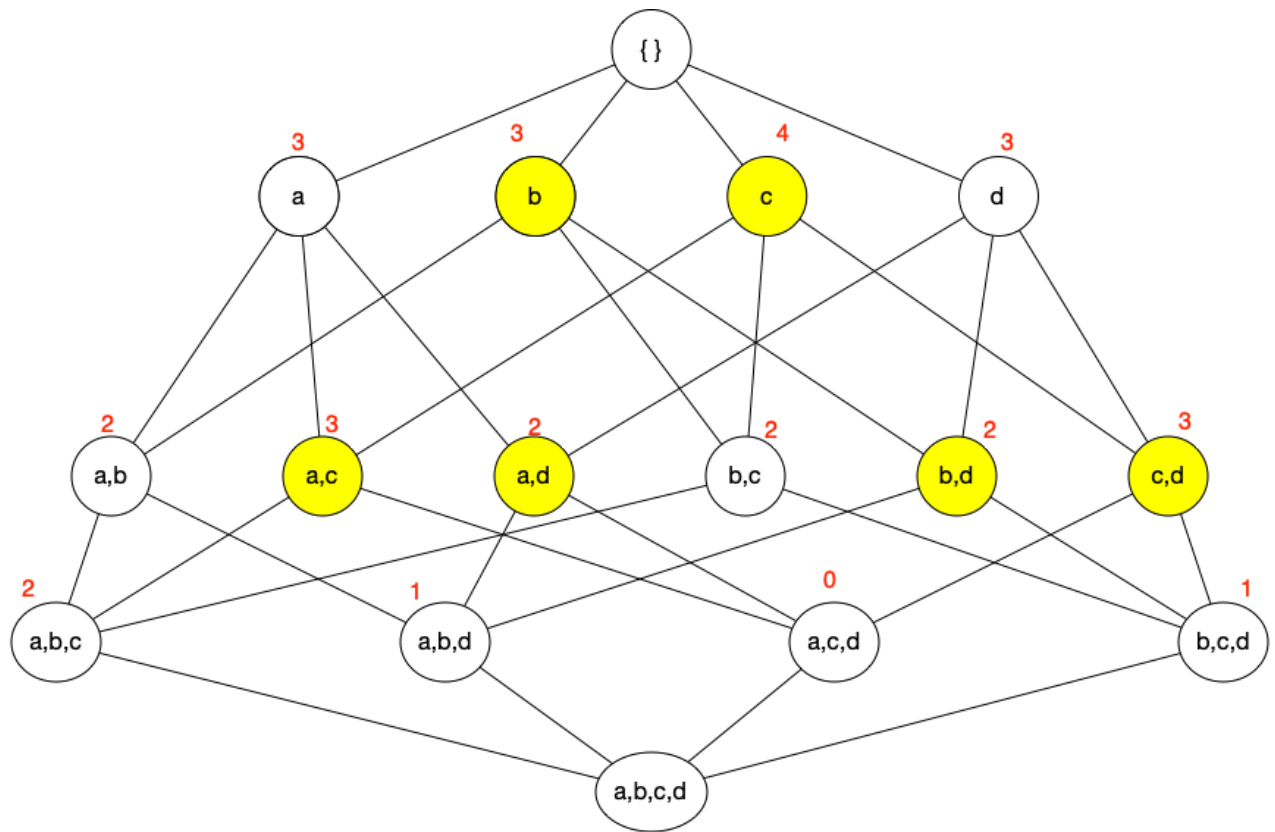 { }
3 3 4 3
a b c d
2 3 2 2 2 3
a,b a,c a,d b,c b,d c,d
2 1 0 1
a,b,c a,b,d a,c,d b,c,d
a,b,c,d